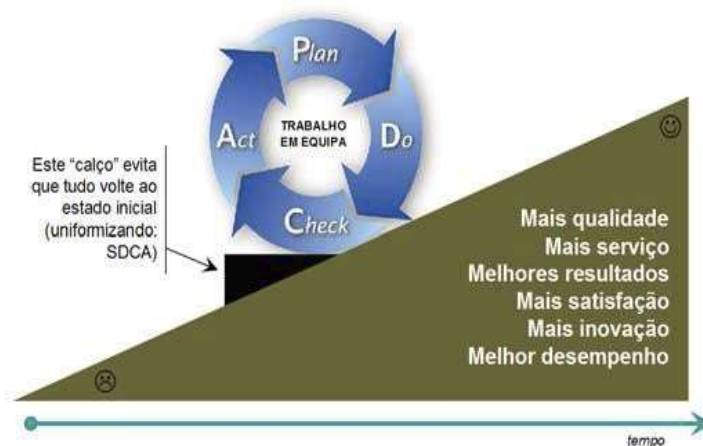 Plan
Do
Check
Act
TRABALHO
EM EQUIPA
Este “calço” evita
que tudo volte ao
estado inicial
(uniformizando:
SDCA)
Mais qualidade
Mais serviço
Melhores resultados
Mais satisfação
Mais inovação
Melhor desempenho
tempo